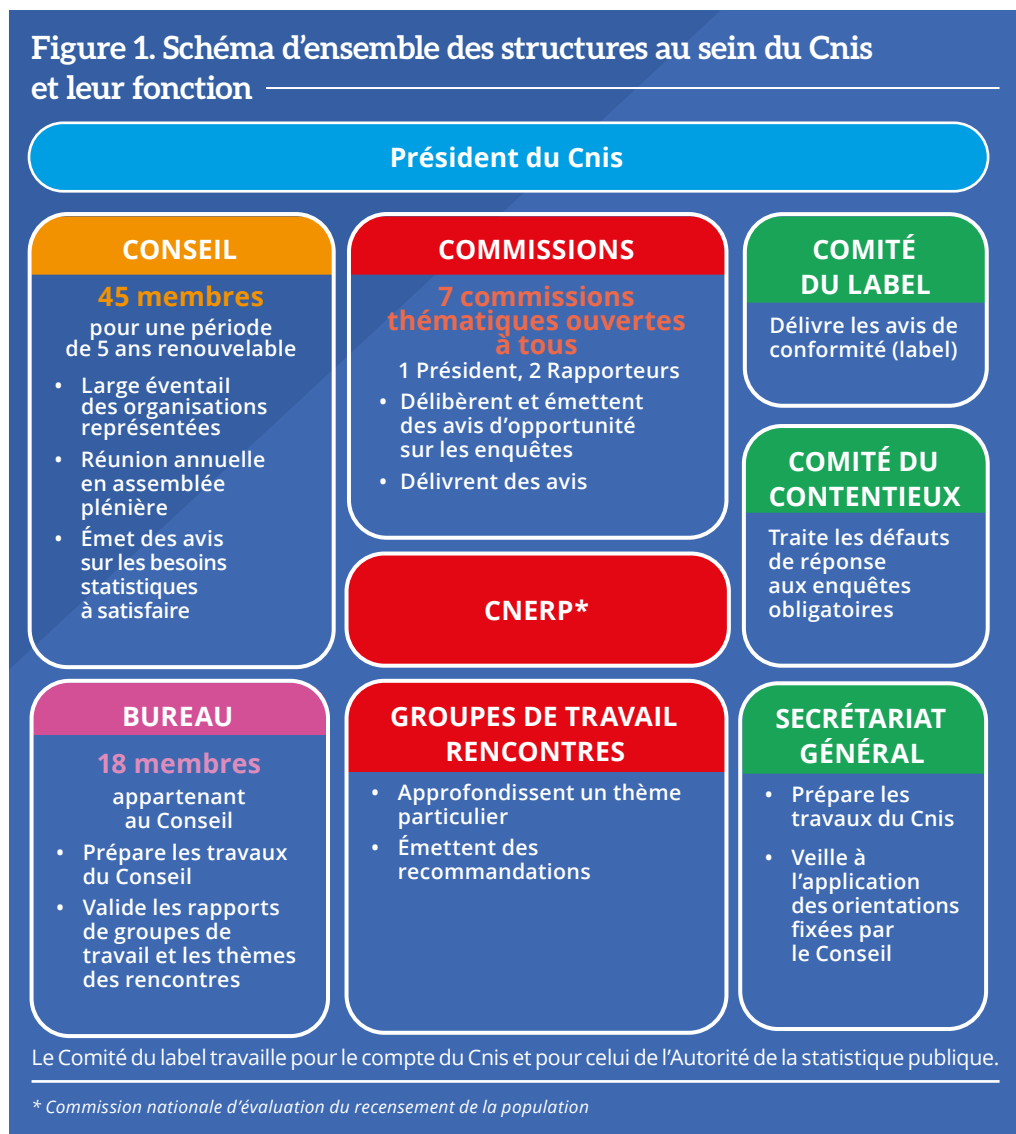 Figure 1. Schéma d'ensemble des structures au sein du Cnis
et leur fonction
Président du Cnis
CONSEIL
45 membres
pour une période
de 5 ans renouvelable
• Large éventail
des organisations
représentées
• Réunion annuelle
en assemblée
plénière
• Émet des avis
sur les besoins
statistiques
à satisfaire
COMMISSIONS
7 commissions
thématiques ouvertes
à tous
1 Président, 2 Rapporteurs
• Délibèrent et émettent
des avis d'opportunité
sur les enquêtes
• Délivrent des avis
COMITÉ
DU LABEL
Délivre les avis de
conformité (label)
COMITÉ DU
CONTENTIEUX
Traite les défauts
de réponse
aux enquêtes
obligatoires
CNERP*
BUREAU
18 membres
appartenant
au Conseil
• Prépare les travaux
du Conseil
• Valide les rapports
de groupes de
travail et les thèmes
des rencontres
GROUPES DE TRAVAIL
RENCONTRES
• Approfondissent un thème
particulier
• Émettent des
recommandations
SECRÉTARIAT
GÉNÉRAL
• Prépare les
travaux du Cnis
• Veille à
l'application
des orientations
fixées par
le Conseil
Le Comité du label travaille pour le compte du Cnis et pour celui de l'Autorité de la statistique publique.
* Commission nationale d'évaluation du recensement de la population